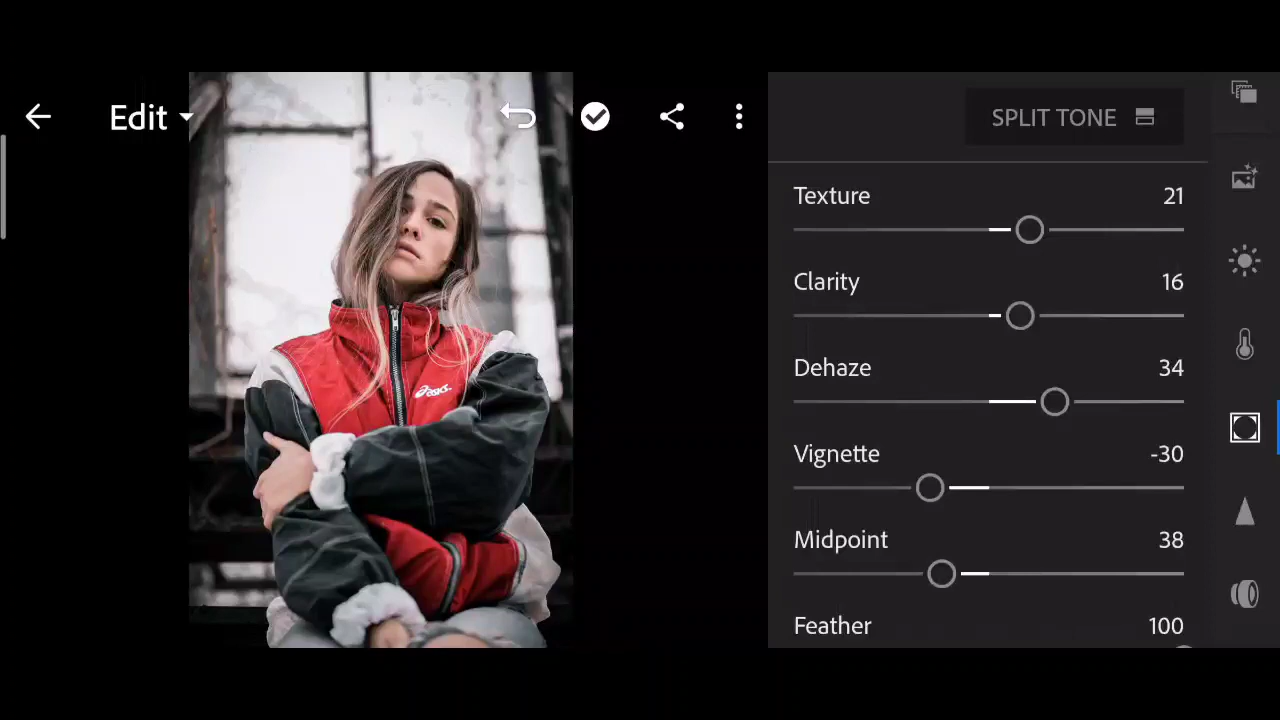 Edit
SPLIT TONE
Texture 21
Clarity 16
Dehaze 34
Vignette -30
Midpoint 38
Feather 100
asics